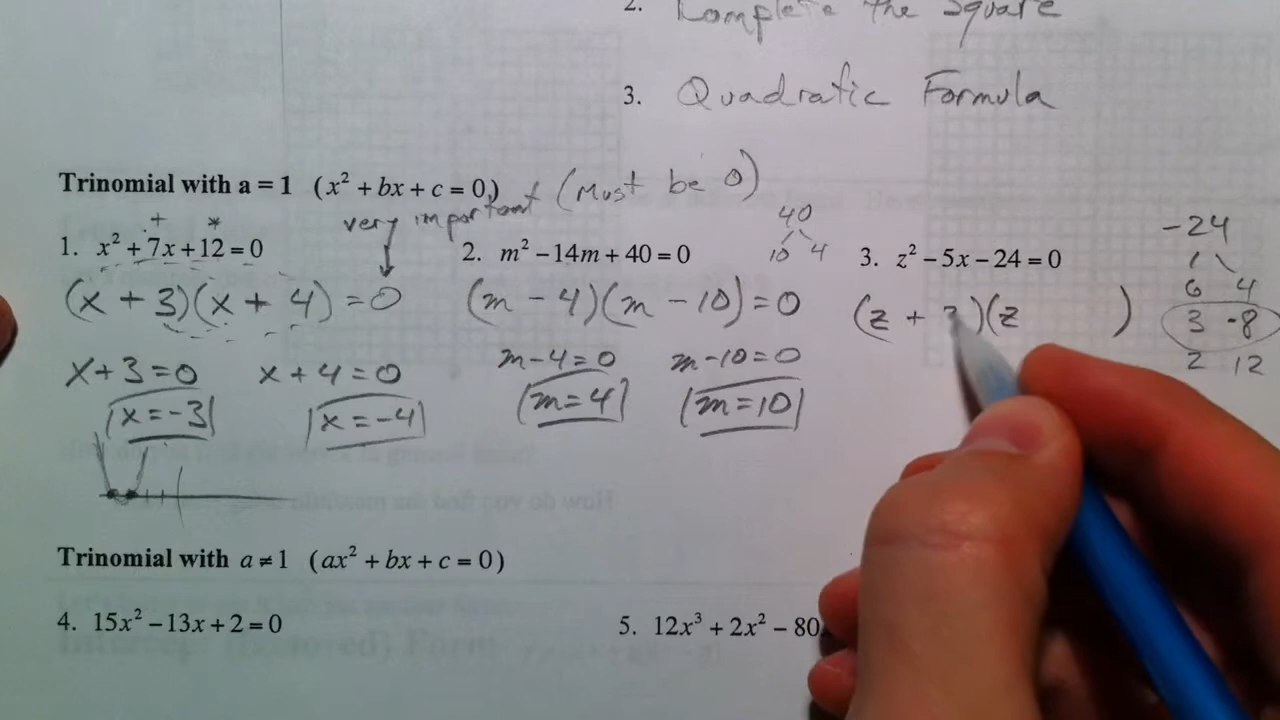 2. Complete the Square
3. Quadratic Formula
Trinomial with a = 1 (x² + bx + c = 0) (Must be 0)
very important
+ *
1. x² + 7x + 12 = 0
(x + 3)(x + 4) = 0
x + 3 = 0 x + 4 = 0
x = -3 x = -4
40
10 4
2. m² − 14m + 40 = 0
(m - 4)(m - 10) = 0
m - 4 = 0 m - 10 = 0
m = 4 m = 10
3. z² − 5x − 24 = 0
(z + 3)(z )
-24
6 4
3 -8
2 12
Trinomial with a ≠ 1 (ax² + bx + c = 0)
4. 15x² − 13x + 2 = 0
5. 12x³ + 2x² − 80